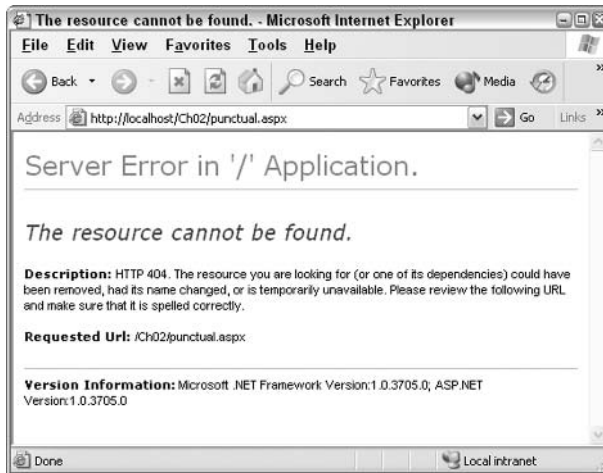 The resource cannot be found. - Microsoft Internet Explorer
File Edit View Favorites Tools Help
Back Search Favorites Media »
Address http://localhost/Ch02/punctual.aspx Go Links »
Server Error in '/' Application.
The resource cannot be found.
Description: HTTP 404. The resource you are looking for (or one of its dependencies) could have
been removed, had its name changed, or is temporarily unavailable. Please review the following URL
and make sure that it is spelled correctly.
Requested Url: /Ch02/punctual.aspx
Version Information: Microsoft .NET Framework Version:1.0.3705.0; ASP.NET
Version:1.0.3705.0
Done Local intranet